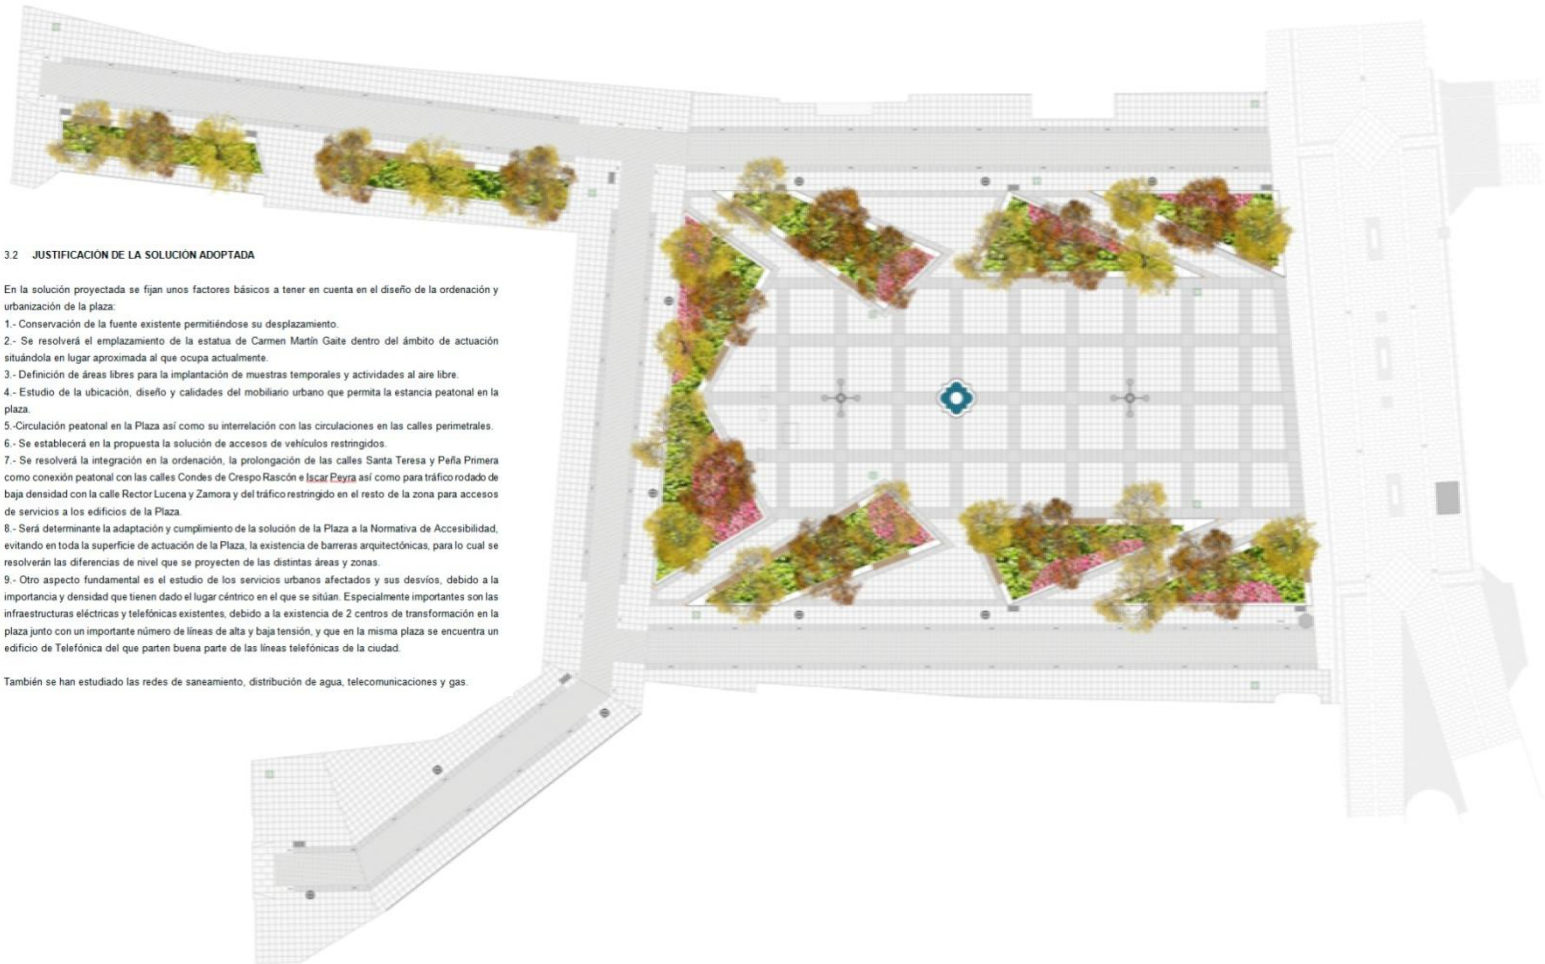 3.2 JUSTIFICACIÓN DE LA SOLUCIÓN ADOPTADA
En la solución proyectada se fijan unos factores básicos a tener en cuenta en el diseño de la ordenación y
urbanización de la plaza:
1.- Conservación de la fuente existente permitiéndose su desplazamiento.
2.- Se resolverá el emplazamiento de la estatua de Carmen Martín Gaite dentro del ámbito de actuación
situándola en lugar aproximada al que ocupa actualmente.
3.- Definición de áreas libres para la implantación de muestras temporales y actividades al aire libre.
4.- Estudio de la ubicación, diseño y calidades del mobiliario urbano que permita la estancia peatonal en la
plaza.
5.-Circulación peatonal en la Plaza así como su interrelación con las circulaciones en las calles perimetrales.
6.- Se establecerá en la propuesta la solución de accesos de vehículos restringidos.
7.- Se resolverá la integración en la ordenación, la prolongación de las calles Santa Teresa y Peña Primera
como conexión peatonal con las calles Condes de Crespo Rascón e Iscar Peyra así como para tráfico rodado de
baja densidad con la calle Rector Lucena y Zamora y del tráfico restringido en el resto de la zona para accesos
de servicios a los edificios de la Plaza.
8.- Será determinante la adaptación y cumplimiento de la solución de la Plaza a la Normativa de Accesibilidad,
evitando en toda la superficie de actuación de la Plaza, la existencia de barreras arquitectónicas, para lo cual se
resolverán las diferencias de nivel que se proyecten de las distintas áreas y zonas.
9.- Otro aspecto fundamental es el estudio de los servicios urbanos afectados y sus desvíos, debido a la
importancia y densidad que tienen dado el lugar céntrico en el que se sitúan. Especialmente importantes son las
infraestructuras eléctricas y telefónicas existentes, debido a la existencia de 2 centros de transformación en la
plaza junto con un importante número de líneas de alta y baja tensión, y que en la misma plaza se encuentra un
edificio de Telefónica del que parten buena parte de las líneas telefónicas de la ciudad.
También se han estudiado las redes de saneamiento, distribución de agua, telecomunicaciones y gas.